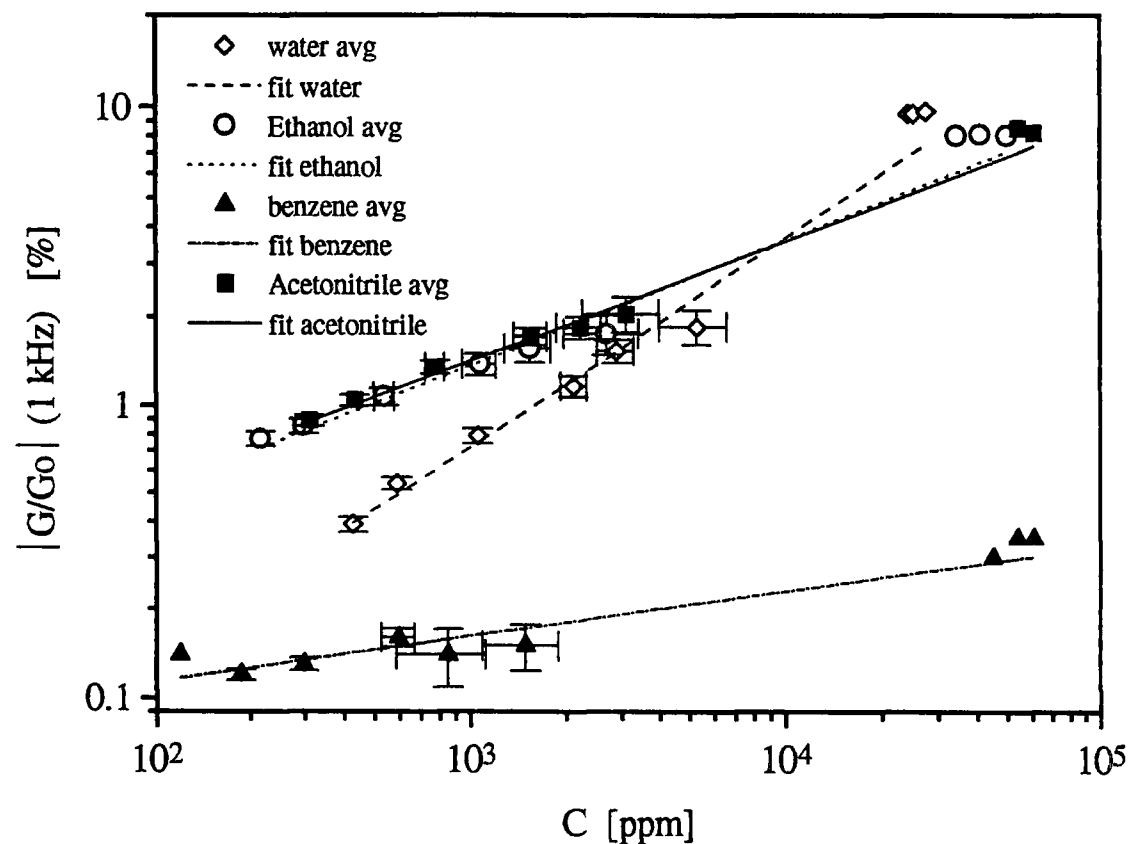 water avg
fit water
Ethanol avg
fit ethanol
benzene avg
fit benzene
Acetonitrile avg
fit acetonitrile
10
1
0.1
|G/Go| (1 kHz) [%]
10² 10³ 10⁴ 10⁵
C [ppm]